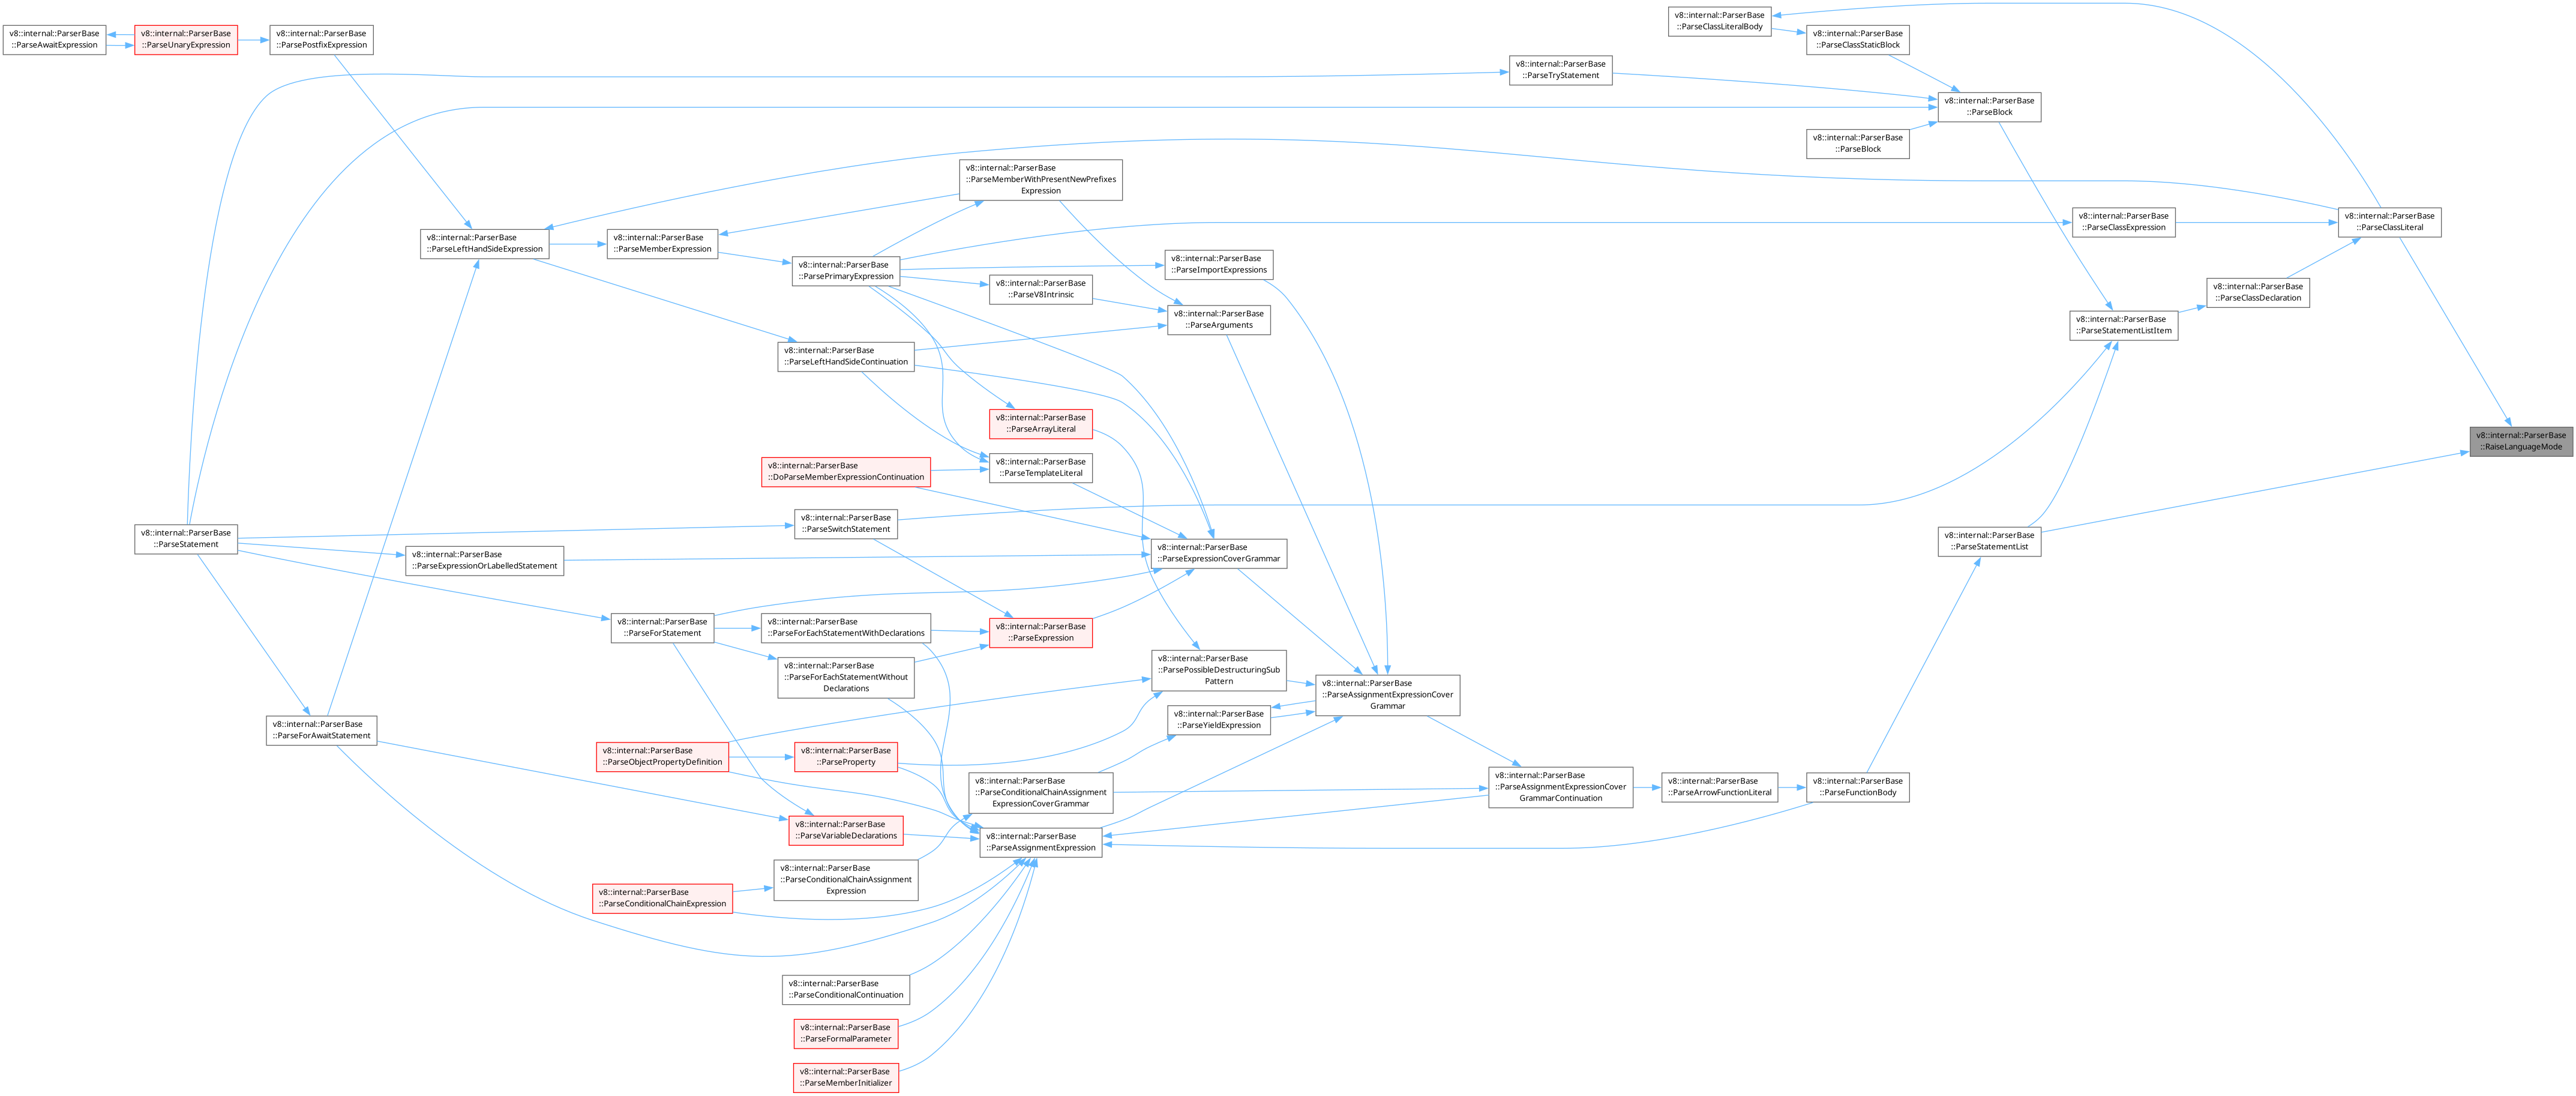 v8::internal::ParserBase
::ParseAwaitExpression
v8::internal::ParserBase
::ParseUnaryExpression
v8::internal::ParserBase
::ParsePostfixExpression
v8::internal::ParserBase
::ParseClassLiteralBody
v8::internal::ParserBase
::ParseClassStaticBlock
v8::internal::ParserBase
::ParseTryStatement
v8::internal::ParserBase
::ParseBlock
v8::internal::ParserBase
::ParseBlock
v8::internal::ParserBase
::ParseMemberWithPresentNewPrefixes
Expression
v8::internal::ParserBase
::ParseLeftHandSideExpression
v8::internal::ParserBase
::ParseMemberExpression
v8::internal::ParserBase
::ParsePrimaryExpression
v8::internal::ParserBase
::ParseImportExpressions
v8::internal::ParserBase
::ParseClassExpression
v8::internal::ParserBase
::ParseClassLiteral
v8::internal::ParserBase
::ParseV8Intrinsic
v8::internal::ParserBase
::ParseClassDeclaration
v8::internal::ParserBase
::ParseArguments
v8::internal::ParserBase
::ParseStatementListItem
v8::internal::ParserBase
::ParseLeftHandSideContinuation
v8::internal::ParserBase
::ParseArrayLiteral
v8::internal::ParserBase
::RaiseLanguageMode
v8::internal::ParserBase
::DoParseMemberExpressionContinuation
v8::internal::ParserBase
::ParseTemplateLiteral
v8::internal::ParserBase
::ParseStatement
v8::internal::ParserBase
::ParseSwitchStatement
v8::internal::ParserBase
::ParseExpressionOrLabelledStatement
v8::internal::ParserBase
::ParseExpressionCoverGrammar
v8::internal::ParserBase
::ParseStatementList
v8::internal::ParserBase
::ParseForStatement
v8::internal::ParserBase
::ParseForEachStatementWithDeclarations
v8::internal::ParserBase
::ParseExpression
v8::internal::ParserBase
::ParseForEachStatementWithout
Declarations
v8::internal::ParserBase
::ParsePossibleDestructuringSub
Pattern
v8::internal::ParserBase
::ParseAssignmentExpressionCover
Grammar
v8::internal::ParserBase
::ParseForAwaitStatement
v8::internal::ParserBase
::ParseYieldExpression
v8::internal::ParserBase
::ParseObjectPropertyDefinition
v8::internal::ParserBase
::ParseProperty
v8::internal::ParserBase
::ParseConditionalChainAssignment
ExpressionCoverGrammar
v8::internal::ParserBase
::ParseAssignmentExpressionCover
GrammarContinuation
v8::internal::ParserBase
::ParseArrowFunctionLiteral
v8::internal::ParserBase
::ParseFunctionBody
v8::internal::ParserBase
::ParseVariableDeclarations
v8::internal::ParserBase
::ParseAssignmentExpression
v8::internal::ParserBase
::ParseConditionalChainAssignment
Expression
v8::internal::ParserBase
::ParseConditionalChainExpression
v8::internal::ParserBase
::ParseConditionalContinuation
v8::internal::ParserBase
::ParseFormalParameter
v8::internal::ParserBase
::ParseMemberInitializer